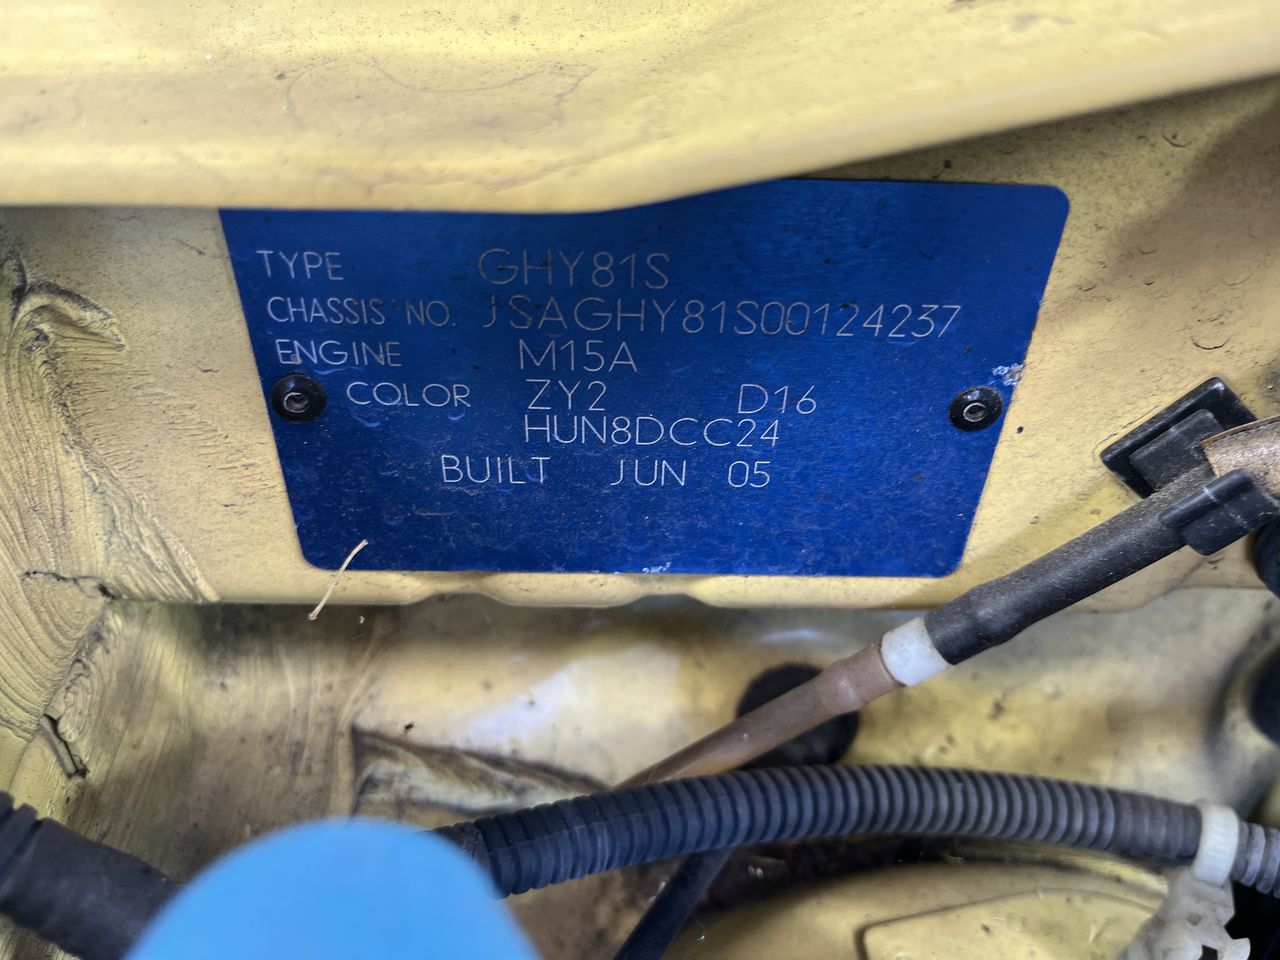 TYPE GHY81S
CHASSIS NO. JSAGHY81S00124237
ENGINE M15A
COLOR ZY2 D16
HUN8DCC24
BUILT JUN 05